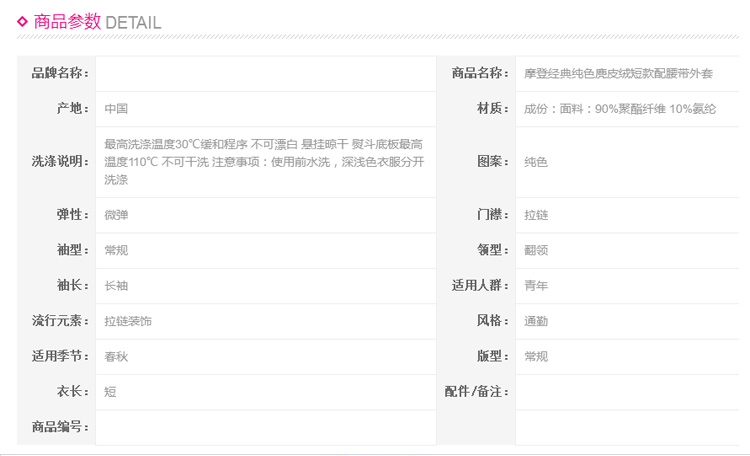 商品参数 DETAIL
品牌名称： 商品名称： 摩登经典纯色麂皮绒短款配腰带外套
产地： 中国 材质： 成份：面料：90%聚酯纤维 10%氨纶
洗涤说明： 最高洗涤温度30℃缓和程序 不可漂白 悬挂晾干 熨斗底板最高
温度110℃ 不可干洗 注意事项：使用前水洗，深浅色衣服分开
洗涤
图案： 纯色
弹性： 微弹 门襟： 拉链
袖型： 常规 领型： 翻领
袖长： 长袖 适用人群： 青年
流行元素： 拉链装饰 风格： 通勤
适用季节： 春秋 版型： 常规
衣长： 短 配件/备注：
商品编号：